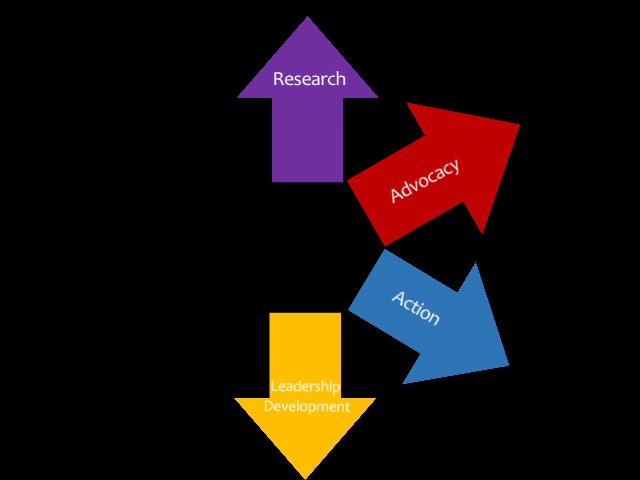 Research
Advocacy
Action
Leadership
Development